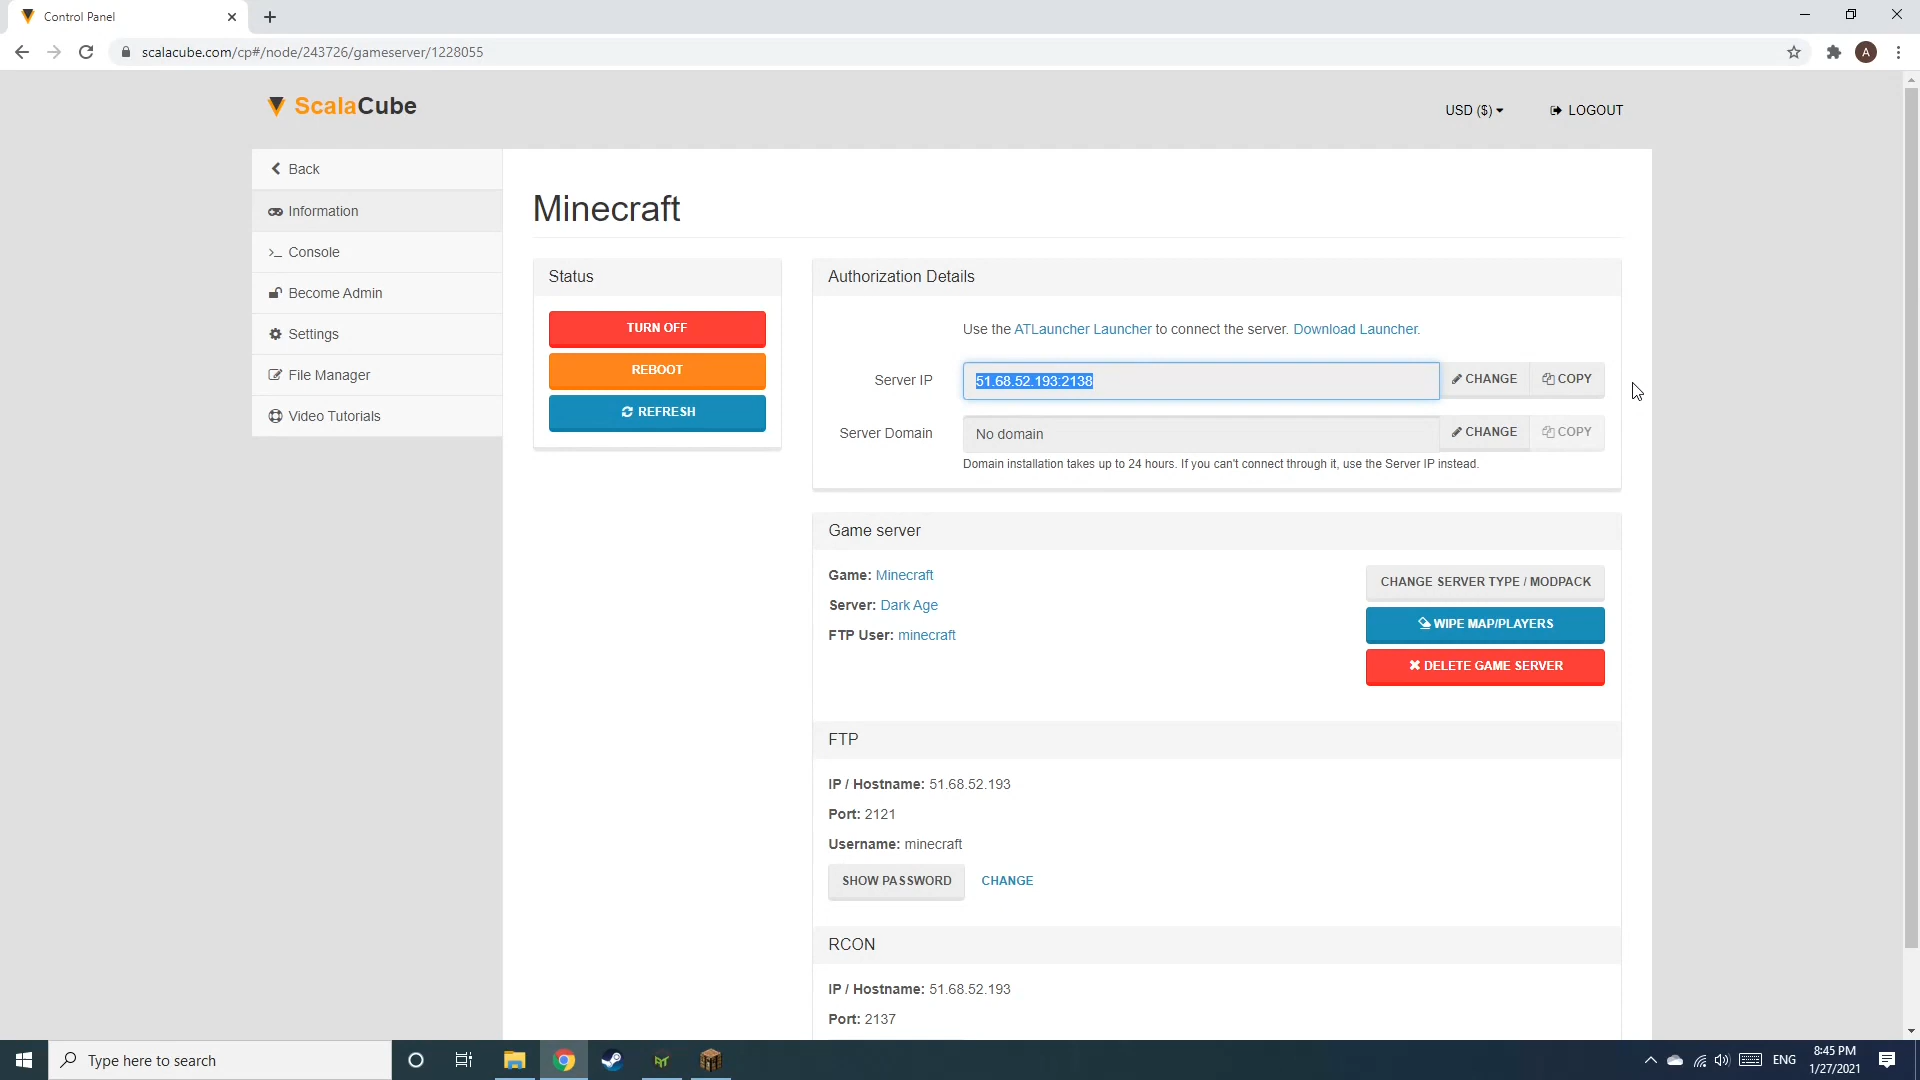 Control Panel
scalacube.com/cp#/node/243726/gameserver/1228055
A
ScalaCube
USD ($)
LOGOUT
Back
Information
Console
Become Admin
Settings
File Manager
Video Tutorials
Minecraft
Status
TURN OFF
REBOOT
REFRESH
Authorization Details
Use the ATLauncher Launcher to connect the server. Download Launcher.
Server IP
51.68.52.193:2138
CHANGE
COPY
Server Domain
No domain
CHANGE
COPY
Domain installation takes up to 24 hours. If you can't connect through it, use the Server IP instead.
Game server
Game: Minecraft
Server: Dark Age
FTP User: minecraft
CHANGE SERVER TYPE / MODPACK
WIPE MAP/PLAYERS
DELETE GAME SERVER
FTP
IP / Hostname: 51.68.52.193
Port: 2121
Username: minecraft
SHOW PASSWORD
CHANGE
RCON
IP / Hostname: 51.68.52.193
Port: 2137
Type here to search
ENG
8:45 PM
1/27/2021